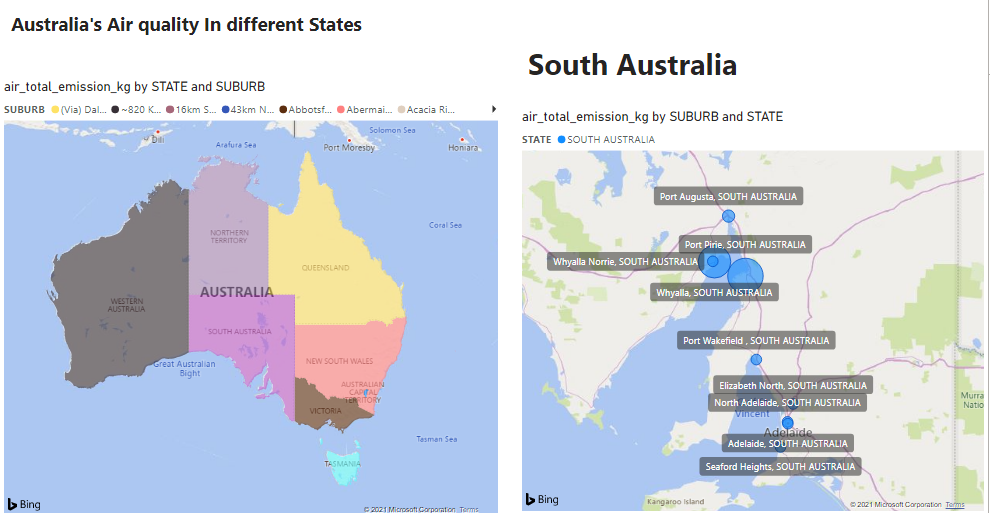 Australia's Air quality In different States
air_total_emission_kg by STATE and SUBURB
SUBURB (Via) Dal... ~820 K... 16km S... 43km N... Abbotsf... Abermai... Acacia Ri...
Solomon Sea
Dili
Arafura Sea
Port Moresby
Honiara
Coral Sea
NORTHERN
TERRITORY
QUEENSLAND
AUSTRALIA
WESTERN
AUSTRALIA
SOUTH AUSTRALIA
Great Australian
Bight
NEW SOUTH WALES
AUSTRALIAN
CAPITAL
TERRITORY
VICTORIA
Tasman Sea
TASMANIA
Bing
© 2021 Microsoft Corporation Terms
South Australia
air_total_emission_kg by SUBURB and STATE
STATE SOUTH AUSTRALIA
Port Augusta, SOUTH AUSTRALIA
Port Pirie, SOUTH AUSTRALIA
Whyalla Norrie, SOUTH AUSTRALIA
Whyalla, SOUTH AUSTRALIA
Port Wakefield , SOUTH AUSTRALIA
Elizabeth North, SOUTH AUSTRALIA
North Adelaide, SOUTH AUSTRALIA
Vincent
Murra
Natio
Adelaide
Adelaide, SOUTH AUSTRALIA
Seaford Heights, SOUTH AUSTRALIA
Kangaroo Island
Bing
© 2021 Microsoft Corporation Terms